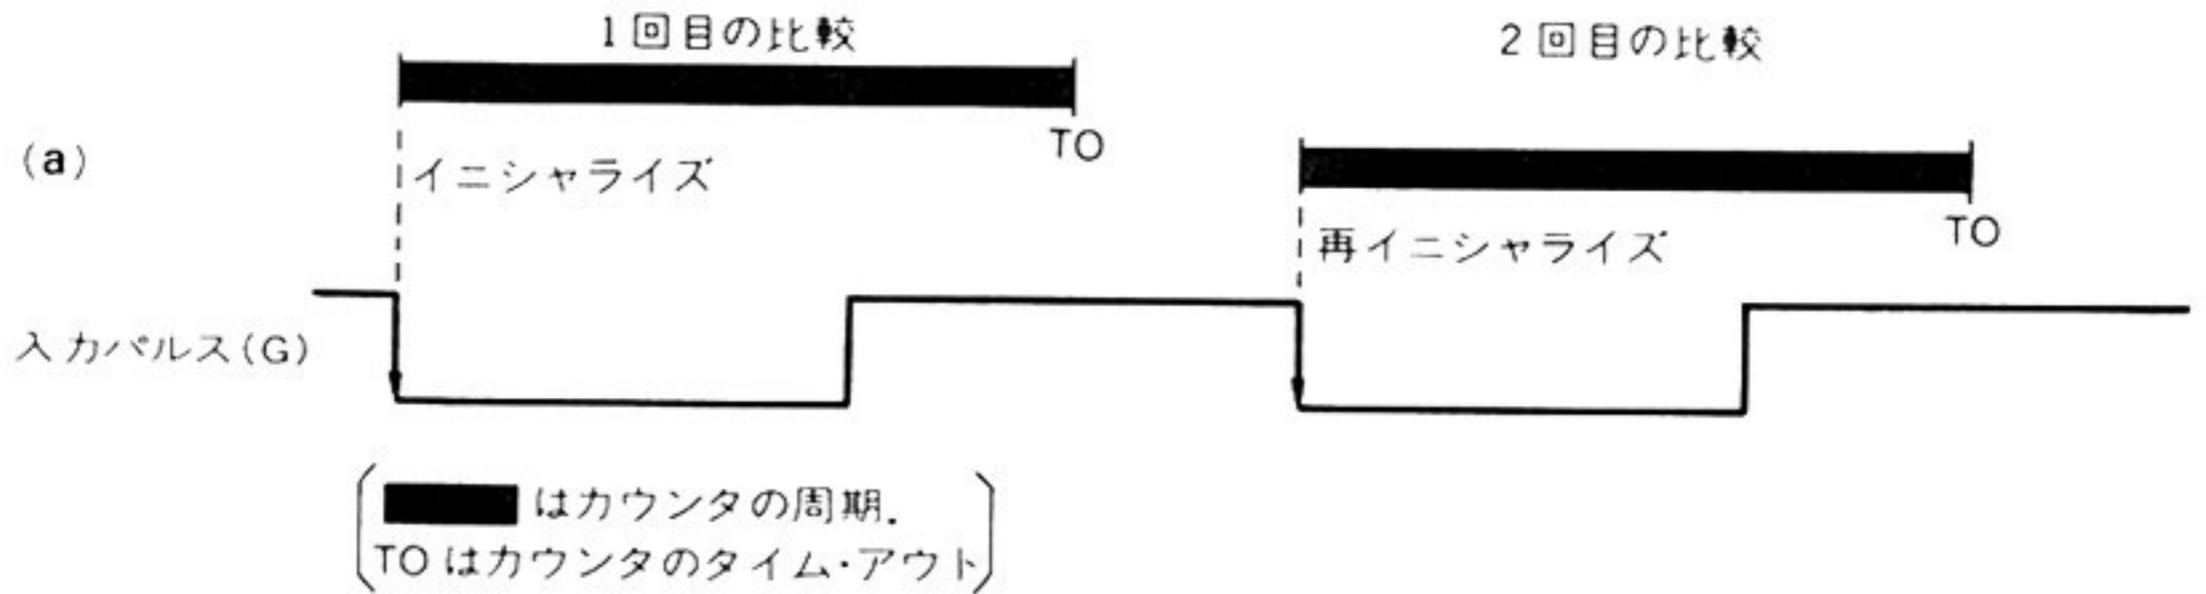 1回目の比較
2回目の比較
TO
(a)
イニシャライズ
TO
再イニシャライズ
入力パルス(G)
はカウンタの周期.
TOはカウンタのタイム・アウト